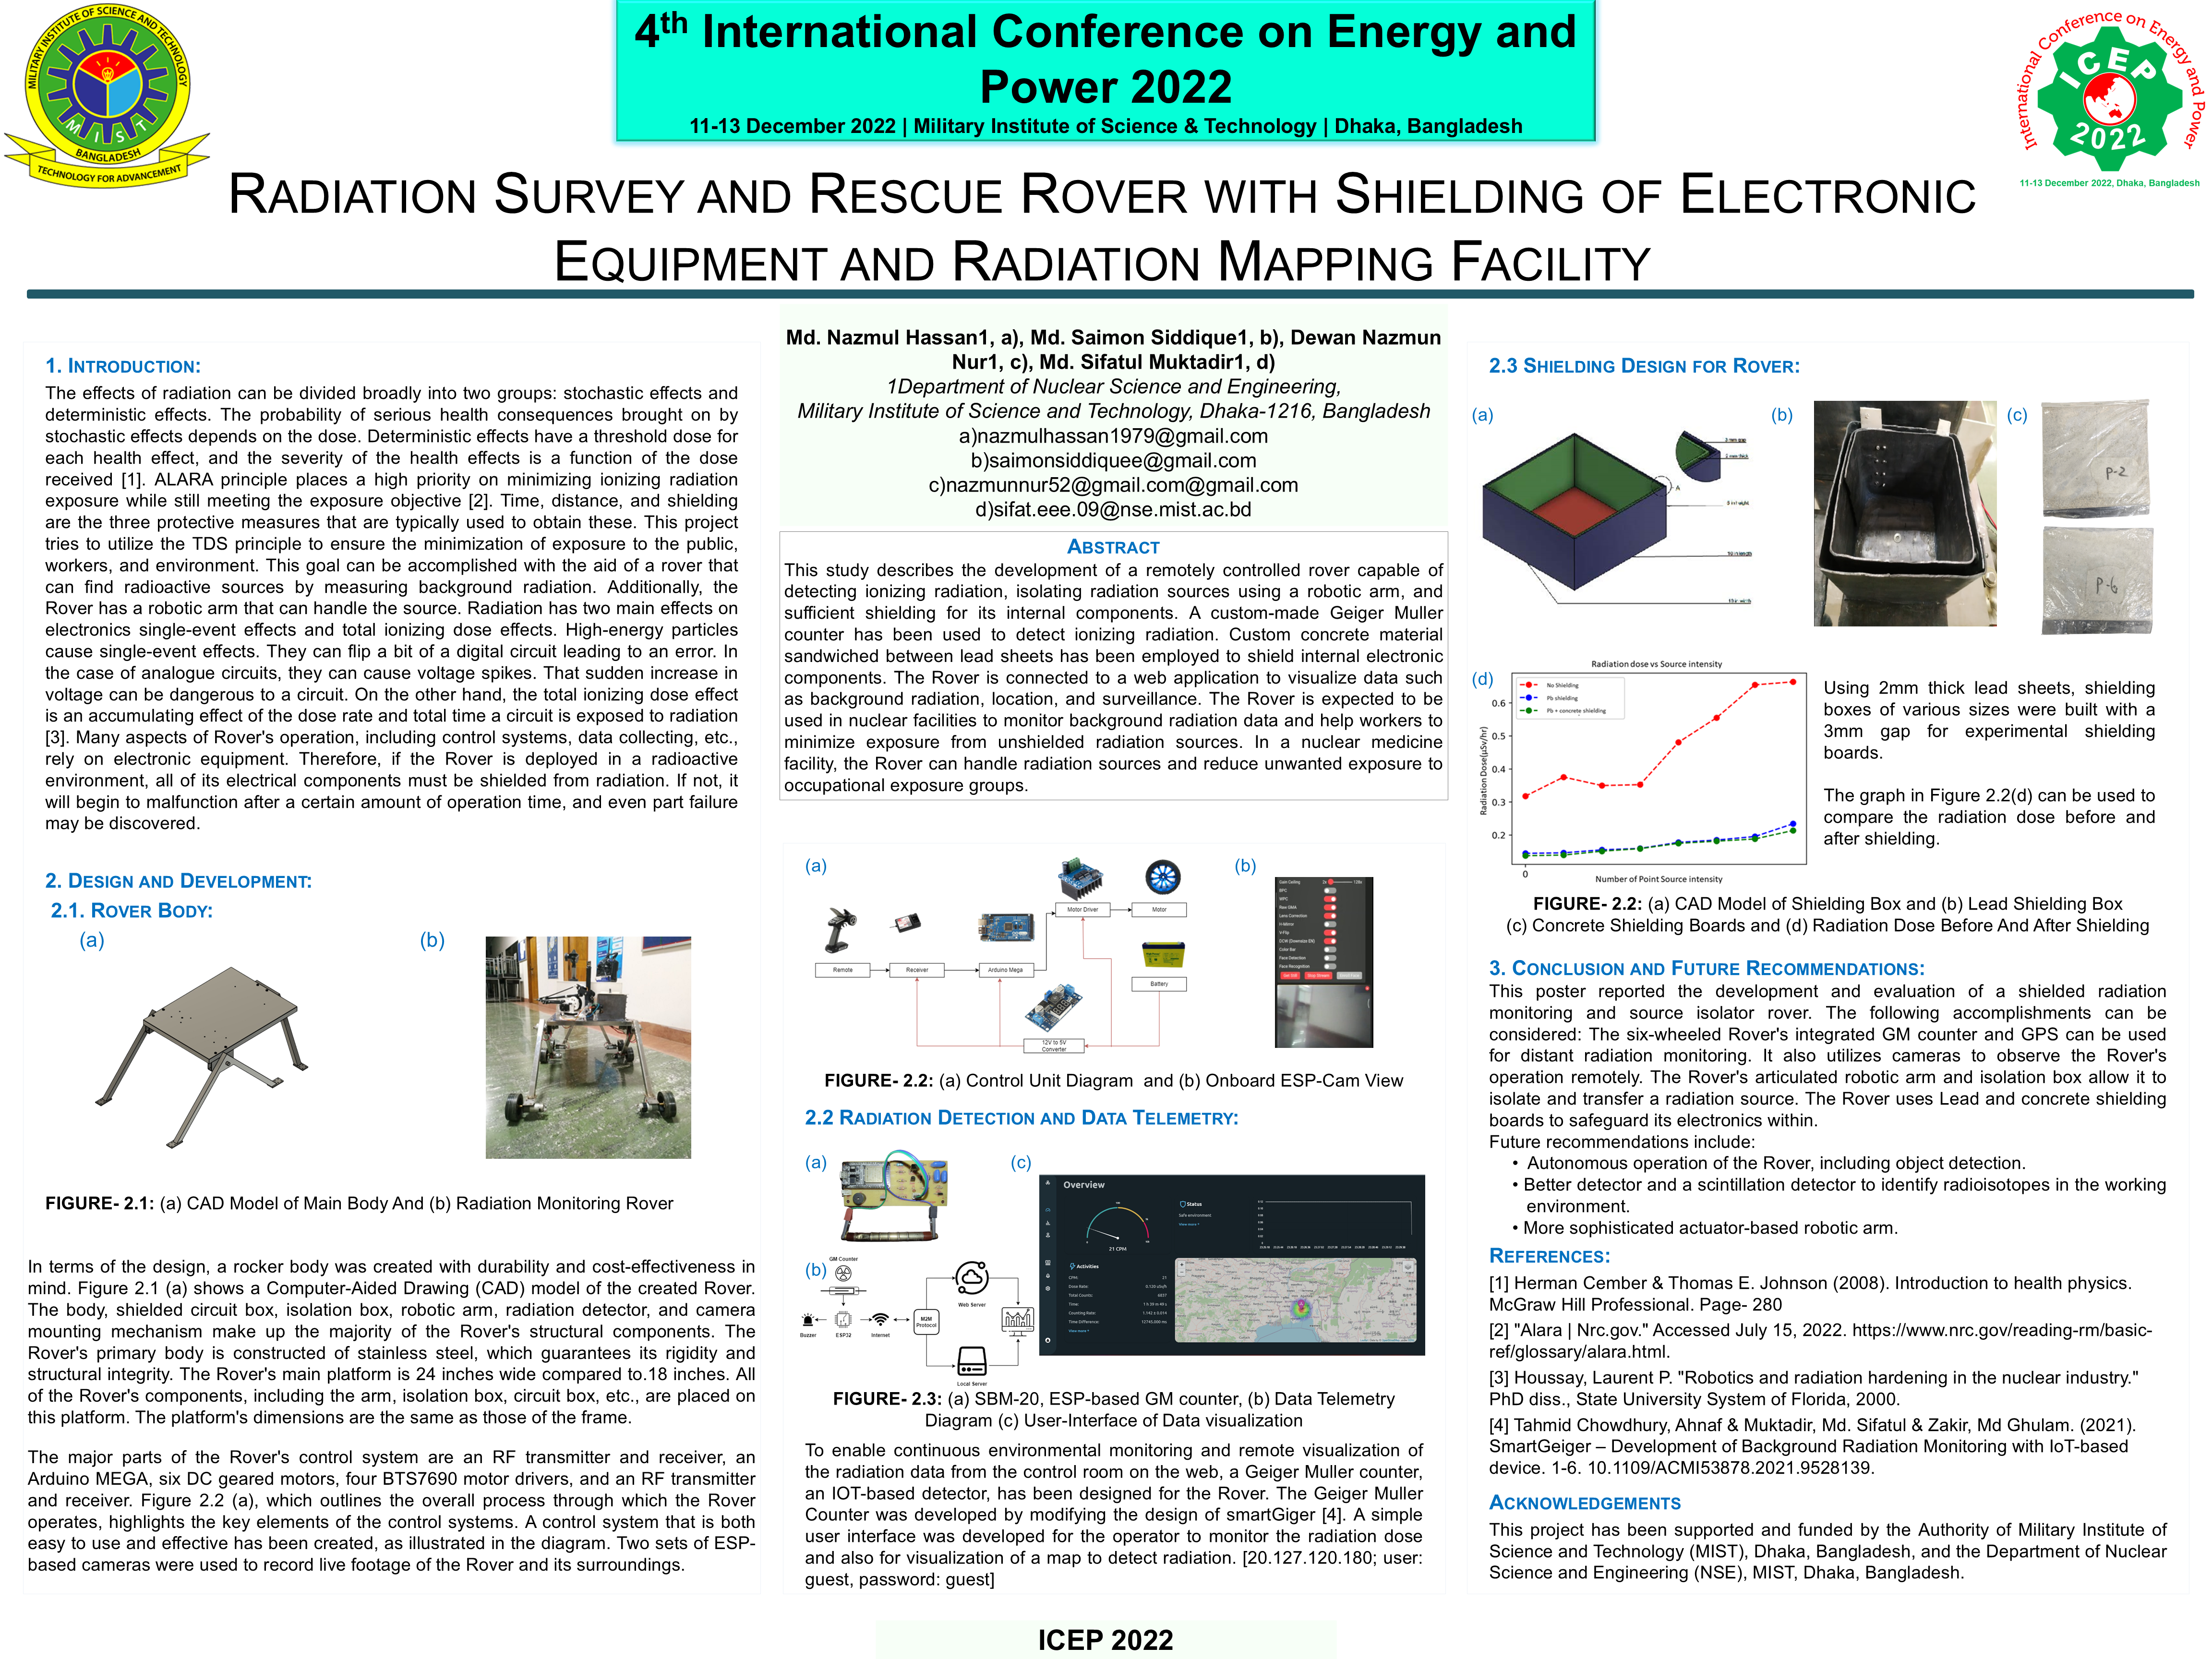 MILITARY INSTITUTE OF SCIENCE AND TECHNOLOGY
MIST
BANGLADESH
TECHNOLOGY FOR ADVANCEMENT
4th International Conference on Energy and
Power 2022
11-13 December 2022 | Military Institute of Science & Technology | Dhaka, Bangladesh
International Conference on Energy and Power
ICEP
2022
11-13 December 2022, Dhaka, Bangladesh
RADIATION SURVEY AND RESCUE ROVER WITH SHIELDING OF ELECTRONIC
EQUIPMENT AND RADIATION MAPPING FACILITY
1. INTRODUCTION:
The effects of radiation can be divided broadly into two groups: stochastic effects and
deterministic effects. The probability of serious health consequences brought on by
stochastic effects depends on the dose. Deterministic effects have a threshold dose for
each health effect, and the severity of the health effects is a function of the dose
received [1]. ALARA principle places a high priority on minimizing ionizing radiation
exposure while still meeting the exposure objective [2]. Time, distance, and shielding
are the three protective measures that are typically used to obtain these. This project
tries to utilize the TDS principle to ensure the minimization of exposure to the public,
workers, and environment. This goal can be accomplished with the aid of a rover that
can find radioactive sources by measuring background radiation. Additionally, the
Rover has a robotic arm that can handle the source. Radiation has two main effects on
electronics single-event effects and total ionizing dose effects. High-energy particles
cause single-event effects. They can flip a bit of a digital circuit leading to an error. In
the case of analogue circuits, they can cause voltage spikes. That sudden increase in
voltage can be dangerous to a circuit. On the other hand, the total ionizing dose effect
is an accumulating effect of the dose rate and total time a circuit is exposed to radiation
[3]. Many aspects of Rover's operation, including control systems, data collecting, etc.,
rely on electronic equipment. Therefore, if the Rover is deployed in a radioactive
environment, all of its electrical components must be shielded from radiation. If not, it
will begin to malfunction after a certain amount of operation time, and even part failure
may be discovered.
2. DESIGN AND DEVELOPMENT:
2.1. ROVER BODY:
(a)
(b)
FIGURE- 2.1: (a) CAD Model of Main Body And (b) Radiation Monitoring Rover
In terms of the design, a rocker body was created with durability and cost-effectiveness in
mind. Figure 2.1 (a) shows a Computer-Aided Drawing (CAD) model of the created Rover.
The body, shielded circuit box, isolation box, robotic arm, radiation detector, and camera
mounting mechanism make up the majority of the Rover's structural components. The
Rover's primary body is constructed of stainless steel, which guarantees its rigidity and
structural integrity. The Rover's main platform is 24 inches wide compared to.18 inches. All
of the Rover's components, including the arm, isolation box, circuit box, etc., are placed on
this platform. The platform's dimensions are the same as those of the frame.
The major parts of the Rover's control system are an RF transmitter and receiver, an
Arduino MEGA, six DC geared motors, four BTS7690 motor drivers, and an RF transmitter
and receiver. Figure 2.2 (a), which outlines the overall process through which the Rover
operates, highlights the key elements of the control systems. A control system that is both
easy to use and effective has been created, as illustrated in the diagram. Two sets of ESP-
based cameras were used to record live footage of the Rover and its surroundings.
Md. Nazmul Hassan1, a), Md. Saimon Siddique1, b), Dewan Nazmun
Nur1, c), Md. Sifatul Muktadir1, d)
1Department of Nuclear Science and Engineering,
Military Institute of Science and Technology, Dhaka-1216, Bangladesh
a)nazmulhassan1979@gmail.com
b)saimonsiddiquee@gmail.com
c)nazmunnur52@gmail.com@gmail.com
d)sifat.eee.09@nse.mist.ac.bd
ABSTRACT
This study describes the development of a remotely controlled rover capable of
detecting ionizing radiation, isolating radiation sources using a robotic arm, and
sufficient shielding for its internal components. A custom-made Geiger Muller
counter has been used to detect ionizing radiation. Custom concrete material
sandwiched between lead sheets has been employed to shield internal electronic
components. The Rover is connected to a web application to visualize data such
as background radiation, location, and surveillance. The Rover is expected to be
used in nuclear facilities to monitor background radiation data and help workers to
minimize exposure from unshielded radiation sources. In a nuclear medicine
facility, the Rover can handle radiation sources and reduce unwanted exposure to
occupational exposure groups.
(a)
(b)
Motor Driver
Motor
Remote
Receiver
Arduino Mega
Battery
12V to 5V
Converter
Gain Ceiling
2x
128x
BPC
WPC
Raw GMA
Lens Correction
H-Mirror
V-Flip
DCW (Downsize EN)
Color Bar
Face Detection
Face Recognition
Get Still
Stop Stream
FIGURE- 2.2: (a) Control Unit Diagram and (b) Onboard ESP-Cam View
2.2 RADIATION DETECTION AND DATA TELEMETRY:
(a)
(c)
(b)
GM Counter
Buzzer
ESP32
Internet
M2M
Protocol
Web Server
Local Server
Overview
21 CPM
Status
Safe environment
View more
Activities
CPM:
Dose Rate:
Total Counts:
Time:
Counting Rate:
Time Difference:
View more
FIGURE- 2.3: (a) SBM-20, ESP-based GM counter, (b) Data Telemetry
Diagram (c) User-Interface of Data visualization
To enable continuous environmental monitoring and remote visualization of
the radiation data from the control room on the web, a Geiger Muller counter,
an IOT-based detector, has been designed for the Rover. The Geiger Muller
Counter was developed by modifying the design of smartGiger [4]. A simple
user interface was developed for the operator to monitor the radiation dose
and also for visualization of a map to detect radiation. [20.127.120.180; user:
guest, password: guest]
2.3 SHIELDING DESIGN FOR ROVER:
(a)
(b)
(c)
3 mm gap
2 mm thick
A
10 in length
P-2
P-6
(d)
Radiation dose vs Source intensity
No Shielding
Pb shielding
Pb + concrete shielding
Radiation Dose(μSv/hr)
0.6
0.5
0.4
0.3
0.2
0
Number of Point Source intensity
Using 2mm thick lead sheets, shielding
boxes of various sizes were built with a
3mm gap for experimental shielding
boards.
The graph in Figure 2.2(d) can be used to
compare the radiation dose before and
after shielding.
FIGURE- 2.2: (a) CAD Model of Shielding Box and (b) Lead Shielding Box
(c) Concrete Shielding Boards and (d) Radiation Dose Before And After Shielding
3. CONCLUSION AND FUTURE RECOMMENDATIONS:
This poster reported the development and evaluation of a shielded radiation
monitoring and source isolator rover. The following accomplishments can be
considered: The six-wheeled Rover's integrated GM counter and GPS can be used
for distant radiation monitoring. It also utilizes cameras to observe the Rover's
operation remotely. The Rover's articulated robotic arm and isolation box allow it to
isolate and transfer a radiation source. The Rover uses Lead and concrete shielding
boards to safeguard its electronics within.
Future recommendations include:
• Autonomous operation of the Rover, including object detection.
• Better detector and a scintillation detector to identify radioisotopes in the working
environment.
• More sophisticated actuator-based robotic arm.
REFERENCES:
[1] Herman Cember & Thomas E. Johnson (2008). Introduction to health physics.
McGraw Hill Professional. Page- 280
[2] "Alara | Nrc.gov." Accessed July 15, 2022. https://www.nrc.gov/reading-rm/basic-
ref/glossary/alara.html.
[3] Houssay, Laurent P. "Robotics and radiation hardening in the nuclear industry."
PhD diss., State University System of Florida, 2000.
[4] Tahmid Chowdhury, Ahnaf & Muktadir, Md. Sifatul & Zakir, Md Ghulam. (2021).
SmartGeiger – Development of Background Radiation Monitoring with IoT-based
device. 1-6. 10.1109/ACMI53878.2021.9528139.
ACKNOWLEDGEMENTS
This project has been supported and funded by the Authority of Military Institute of
Science and Technology (MIST), Dhaka, Bangladesh, and the Department of Nuclear
Science and Engineering (NSE), MIST, Dhaka, Bangladesh.
ICEP 2022